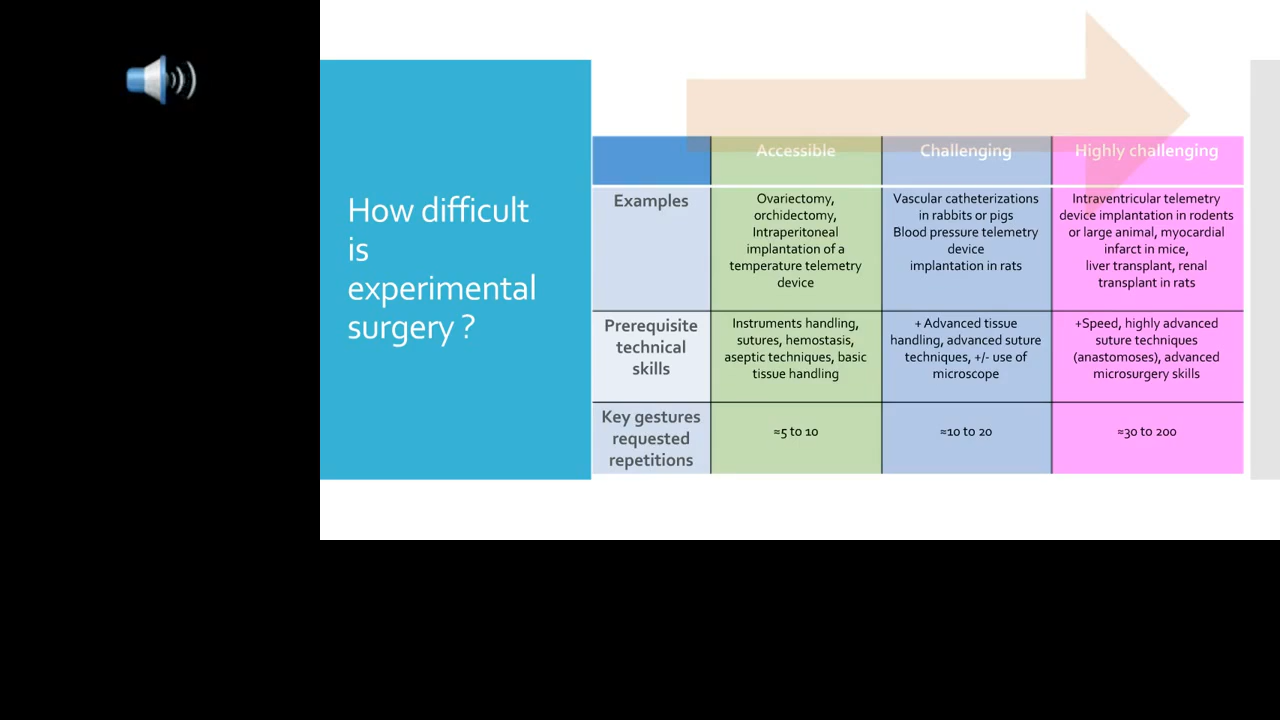 How difficult
is
experimental
surgery ?
Accessible
Challenging
Highly challenging
Examples
Ovariectomy,
orchidectomy,
Intraperitoneal
implantation of a
temperature telemetry
device
Vascular catheterizations
in rabbits or pigs
Blood pressure telemetry
device
implantation in rats
Intraventricular telemetry
device implantation in rodents
or large animal, myocardial
infarct in mice,
liver transplant, renal
transplant in rats
Prerequisite
technical
skills
Instruments handling,
sutures, hemostasis,
aseptic techniques, basic
tissue handling
+ Advanced tissue
handling, advanced suture
techniques, +/- use of
microscope
+Speed, highly advanced
suture techniques
(anastomoses), advanced
microsurgery skills
Key gestures
requested
repetitions
≈5 to 10
≈10 to 20
≈30 to 200